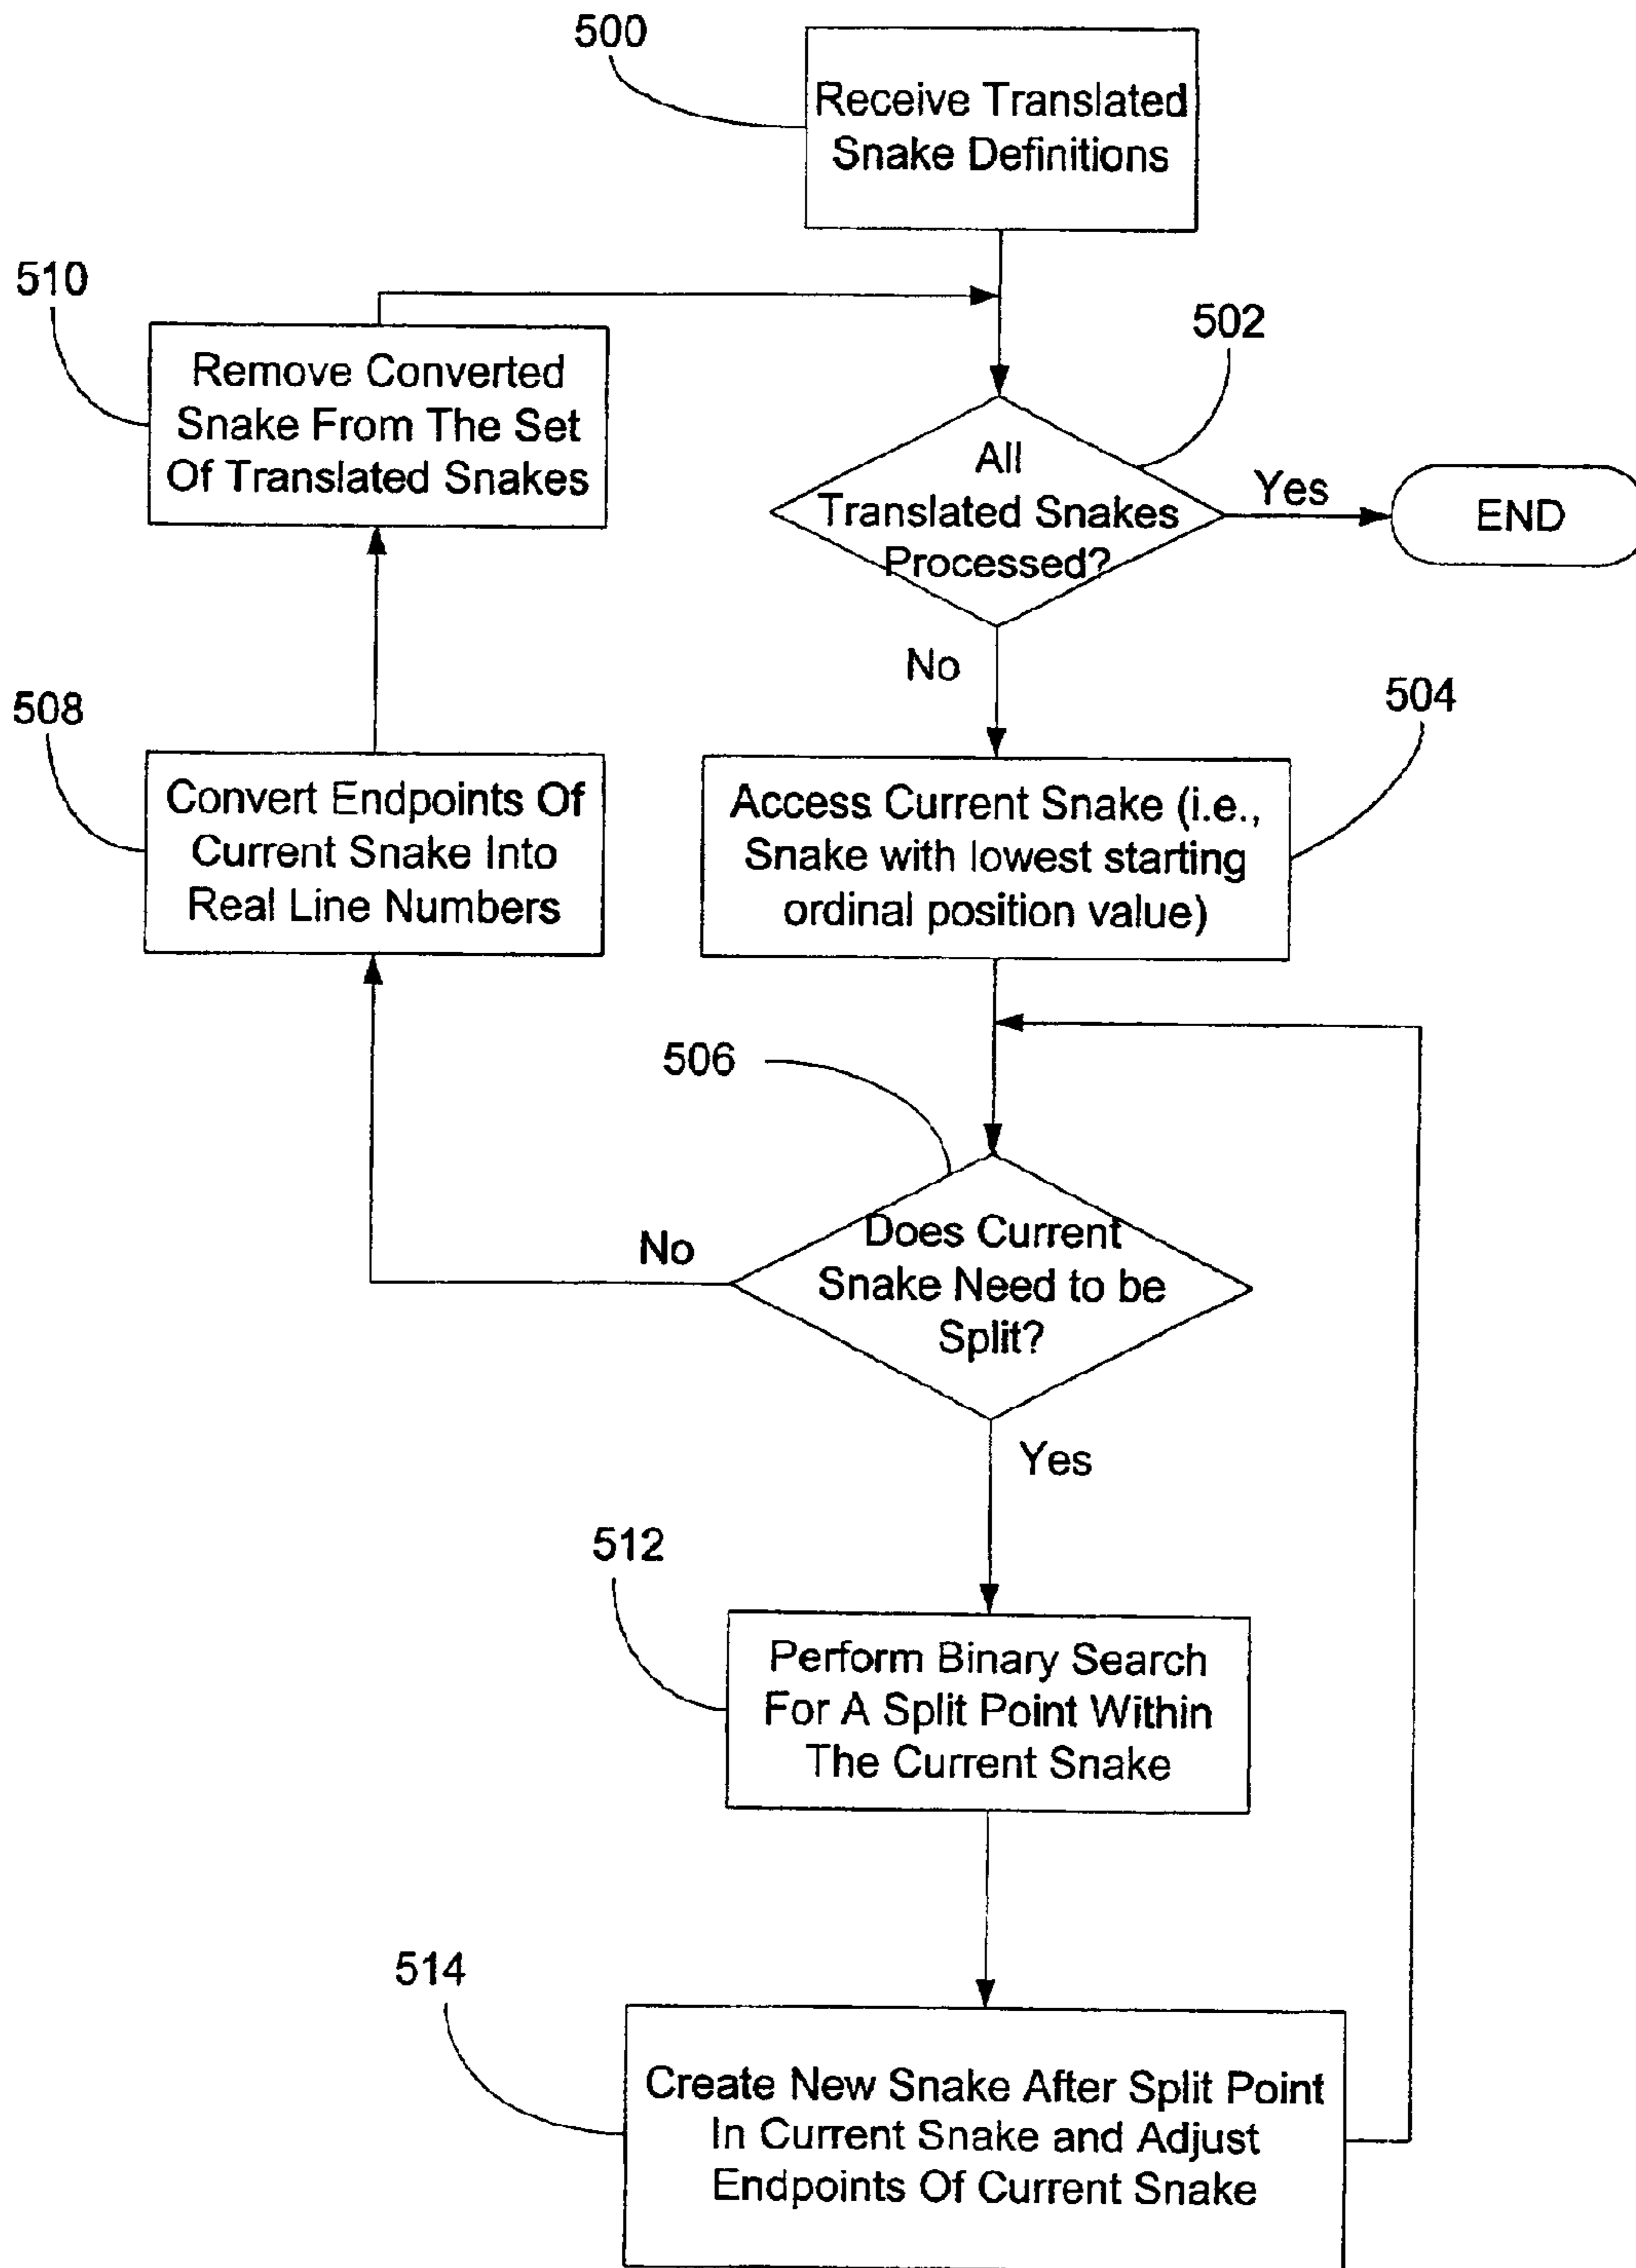 500
Receive Translated
Snake Definitions
510
Remove Converted
Snake From The Set
Of Translated Snakes
502
All
Translated Snakes
Processed?
Yes
END
No
508
Convert Endpoints Of
Current Snake Into
Real Line Numbers
504
Access Current Snake (i.e.,
Snake with lowest starting
ordinal position value)
506
Does Current
Snake Need to be
Split?
No
Yes
512
Perform Binary Search
For A Split Point Within
The Current Snake
514
Create New Snake After Split Point
In Current Snake and Adjust
Endpoints Of Current Snake